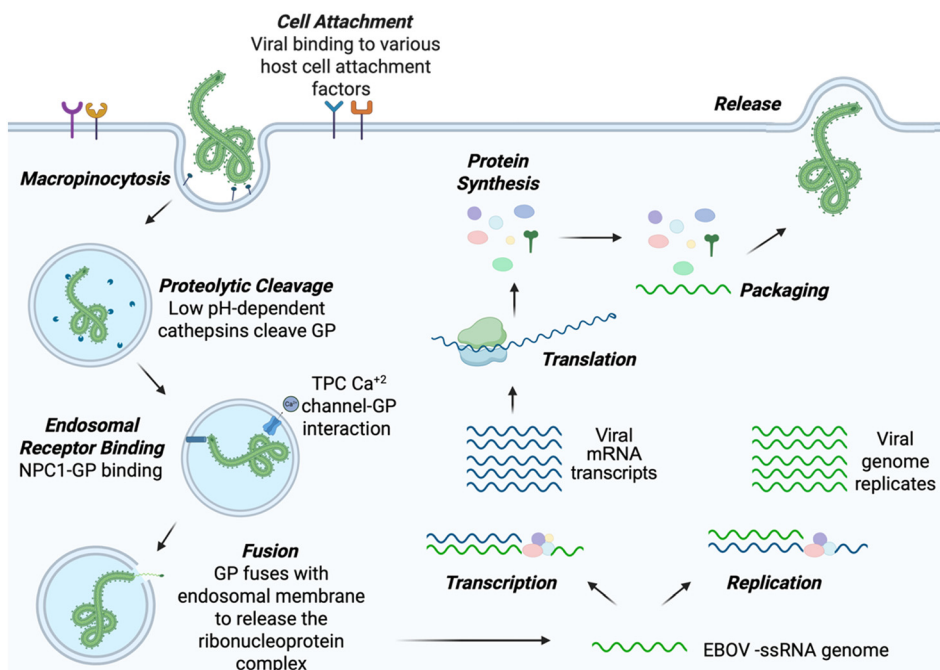 Cell Attachment
Viral binding to various
host cell attachment
factors
Release
Macropinocytosis
Protein
Synthesis
Proteolytic Cleavage
Low pH-dependent
cathepsins cleave GP
Packaging
Translation
TPC Ca⁺²
channel-GP
interaction
Ca²⁺
Endosomal
Receptor Binding
NPC1-GP binding
Viral
mRNA
transcripts
Viral
genome
replicates
Fusion
GP fuses with
endosomal membrane
to release the
ribonucleoprotein
complex
Transcription
Replication
EBOV -ssRNA genome